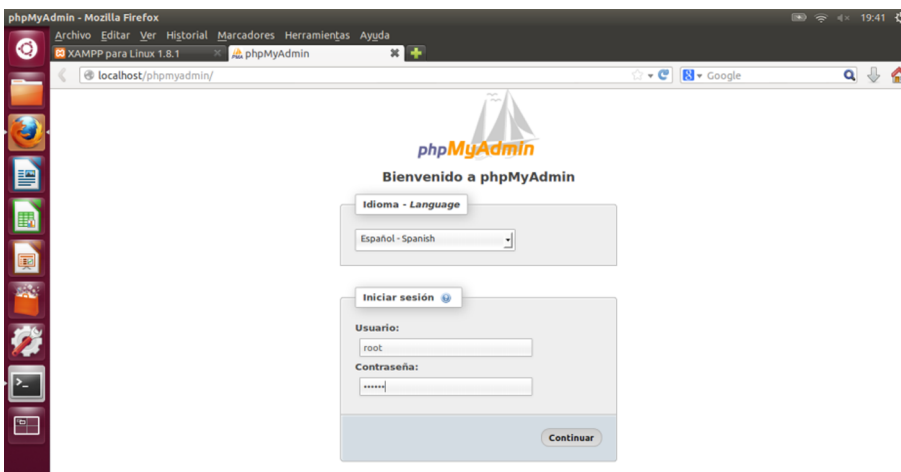 phpMyAdmin - Mozilla Firefox
19:41
Archivo Editar Ver Historial Marcadores Herramientas Ayuda
XAMPP para Linux 1.8.1
phpMyAdmin
localhost/phpmyadmin/
Google
phpMyAdmin
Bienvenido a phpMyAdmin
Idioma - Language
Español - Spanish
Iniciar sesión
Usuario:
root
Contraseña:
••••••
Continuar